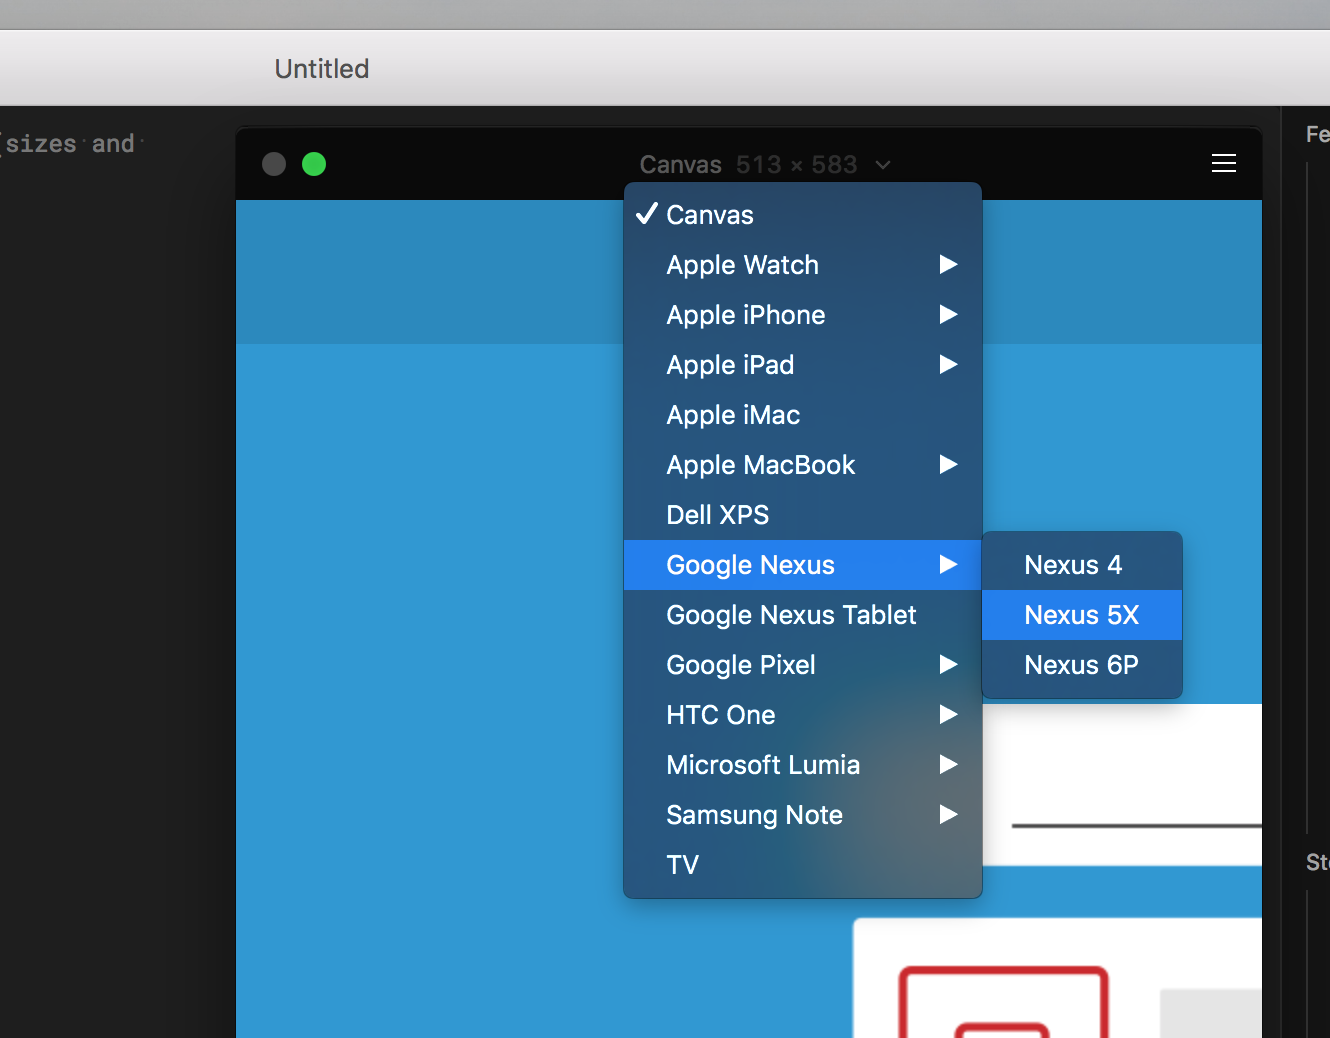 Untitled
(sizes and
Fe
Canvas 513 × 583
Canvas
Apple Watch
Apple iPhone
Apple iPad
Apple iMac
Apple MacBook
Dell XPS
Google Nexus
Nexus 4
Nexus 5X
Nexus 6P
Google Nexus Tablet
Google Pixel
HTC One
Microsoft Lumia
Samsung Note
TV
St